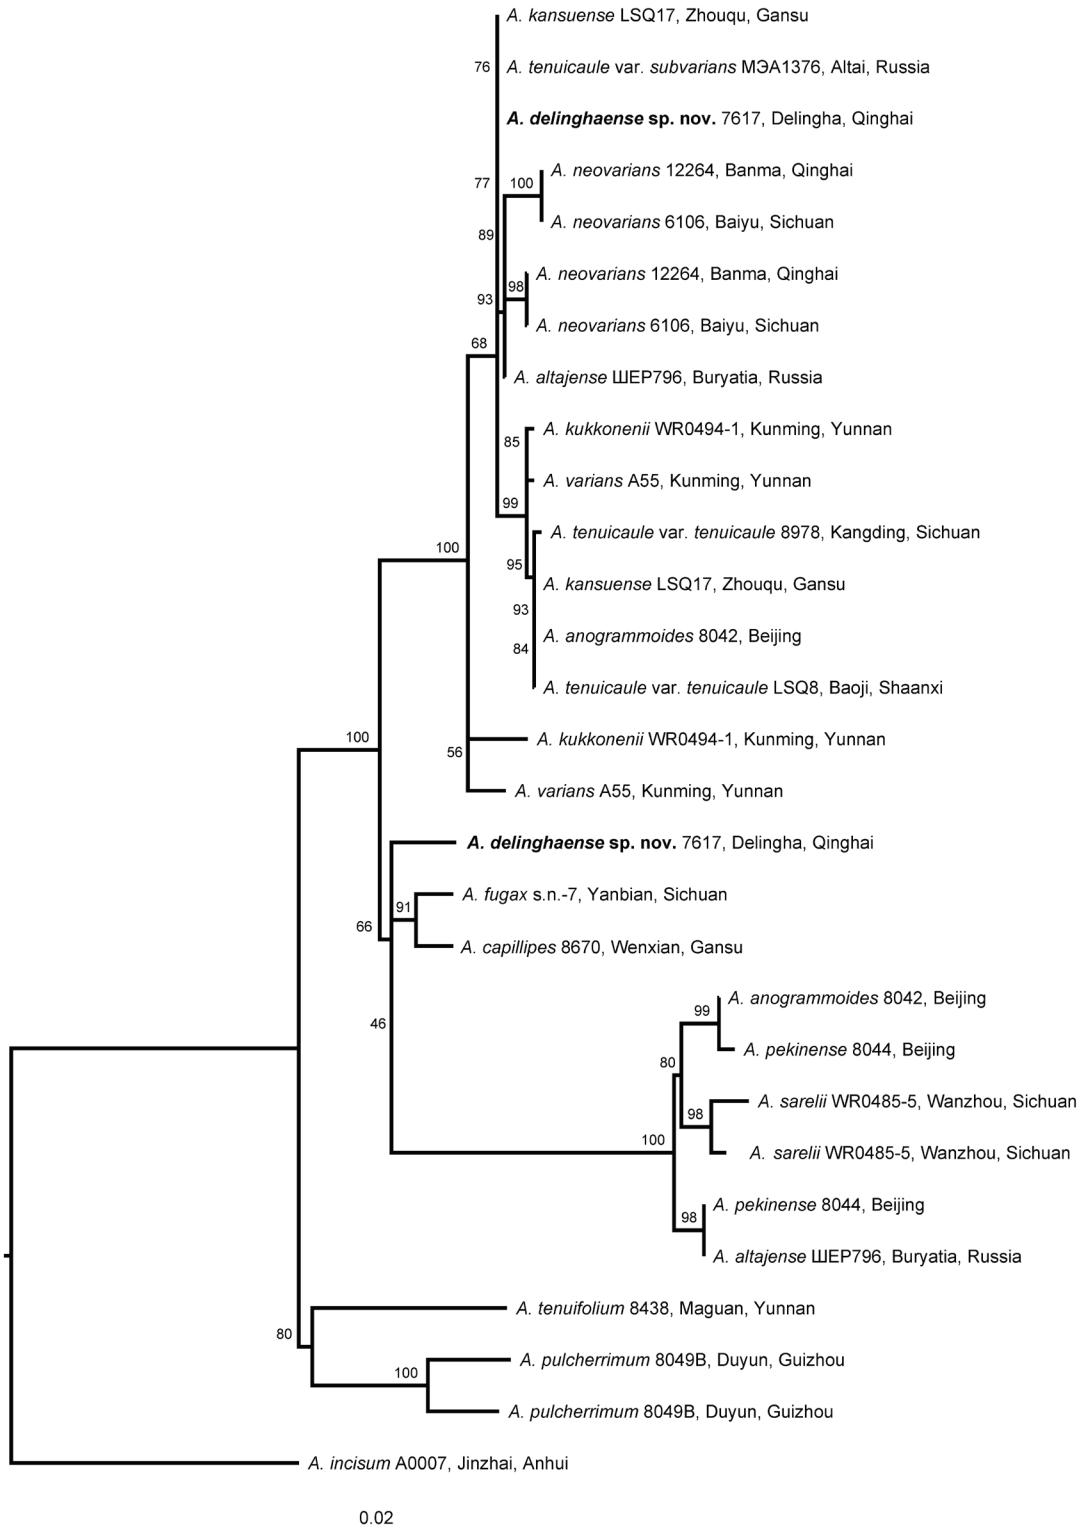 A. kansuense LSQ17, Zhouqu, Gansu
76
A. tenuicaule var. subvarians МЭА1376, Altai, Russia
A. delinghaense sp. nov. 7617, Delingha, Qinghai
77
100
A. neovarians 12264, Banma, Qinghai
A. neovarians 6106, Baiyu, Sichuan
89
A. neovarians 12264, Banma, Qinghai
98
93
A. neovarians 6106, Baiyu, Sichuan
68
A. altajense ШЕР796, Buryatia, Russia
A. kukkonenii WR0494-1, Kunming, Yunnan
85
A. varians A55, Kunming, Yunnan
99
A. tenuicaule var. tenuicaule 8978, Kangding, Sichuan
100
95
A. kansuense LSQ17, Zhouqu, Gansu
93
A. anogrammoides 8042, Beijing
84
A. tenuicaule var. tenuicaule LSQ8, Baoji, Shaanxi
100
A. kukkonenii WR0494-1, Kunming, Yunnan
56
A. varians A55, Kunming, Yunnan
A. delinghaense sp. nov. 7617, Delingha, Qinghai
A. fugax s.n.-7, Yanbian, Sichuan
91
66
A. capillipes 8670, Wenxian, Gansu
A. anogrammoides 8042, Beijing
99
46
A. pekinense 8044, Beijing
80
A. sarelii WR0485-5, Wanzhou, Sichuan
98
100
A. sarelii WR0485-5, Wanzhou, Sichuan
A. pekinense 8044, Beijing
98
A. altajense ШЕР796, Buryatia, Russia
A. tenuifolium 8438, Maguan, Yunnan
80
A. pulcherrimum 8049B, Duyun, Guizhou
100
A. pulcherrimum 8049B, Duyun, Guizhou
A. incisum A0007, Jinzhai, Anhui
0.02